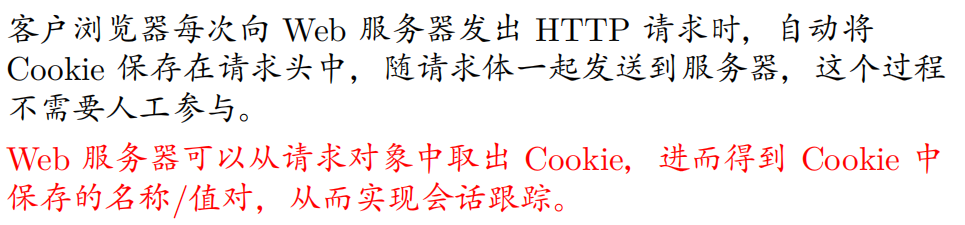 客户浏览器每次向 Web 服务器发出 HTTP 请求时，自动将
Cookie 保存在请求头中，随请求体一起发送到服务器，这个过程
不需要人工参与。
Web 服务器可以从请求对象中取出 Cookie，进而得到 Cookie 中
保存的名称/值对，从而实现会话跟踪。